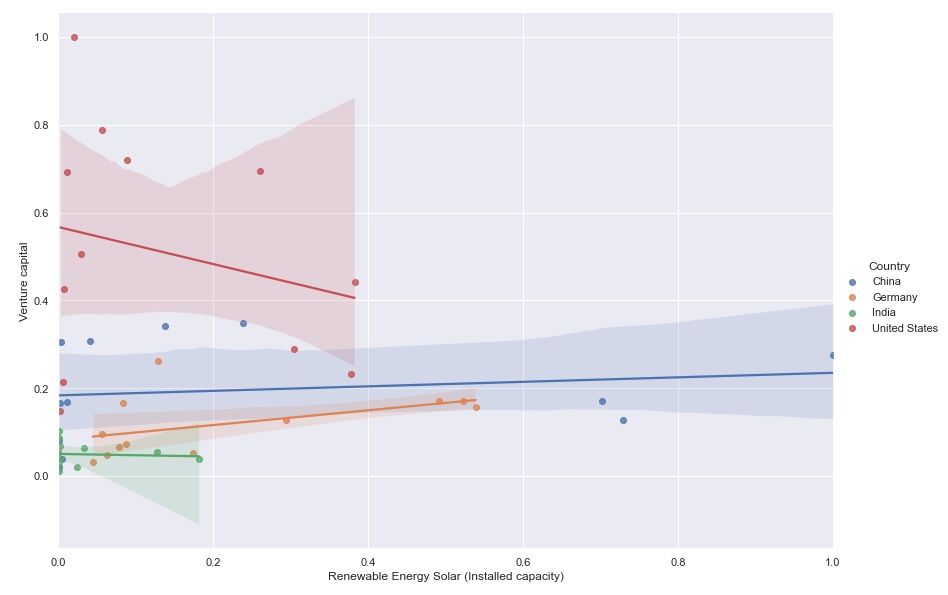 1.0
0.8
0.6
0.4
0.2
0.0
Venture capital
0.0 0.2 0.4 0.6 0.8 1.0
Renewable Energy Solar (Installed capacity)
Country
China
Germany
India
United States